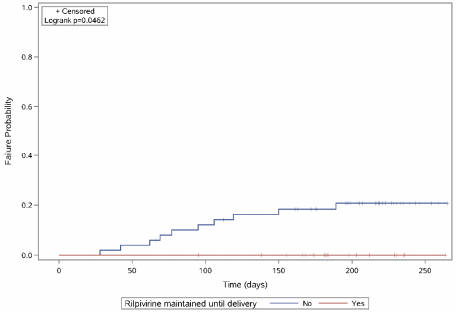 1.0
+ Censored
Logrank p=0.0462
0.8
0.6
Failure Probability
0.4
0.2
0.0
0 50 100 150 200 250
Time (days)
Rilpivirine maintained until delivery No Yes